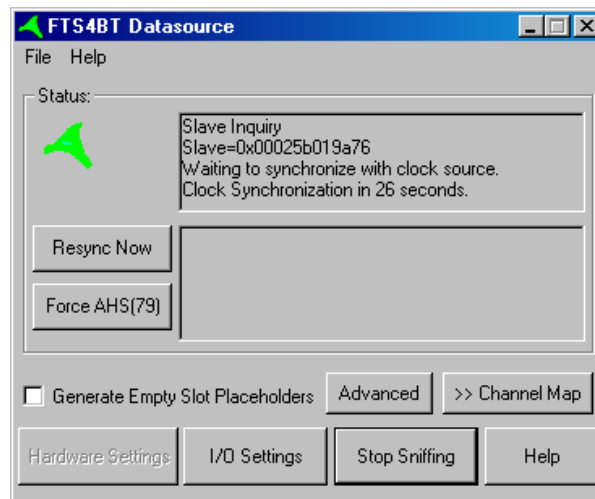 FTS4BT Datasource
File Help
Status:
Slave Inquiry
Slave=0x00025b019a76
Waiting to synchronize with clock source.
Clock Synchronization in 26 seconds.
Resync Now
Force AHS(79)
Generate Empty Slot Placeholders Advanced >> Channel Map
Hardware Settings I/O Settings Stop Sniffing Help